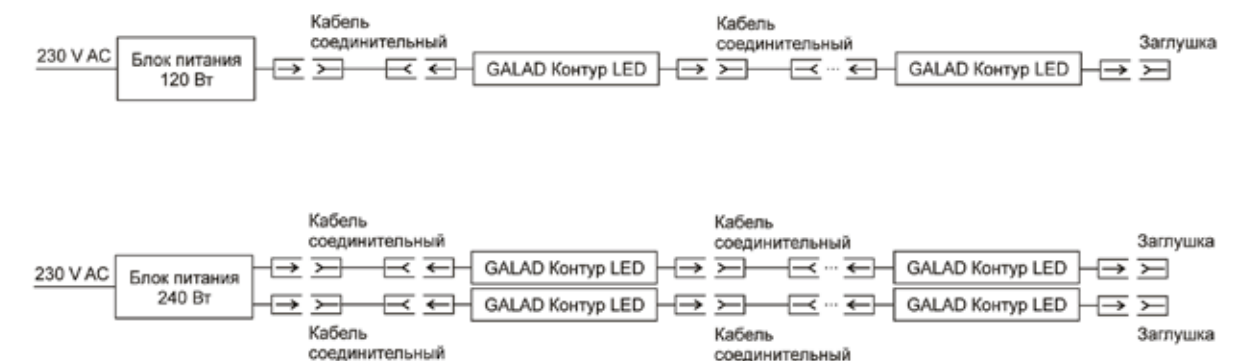 Кабель
соединительный
Кабель
соединительный
Заглушка
230 V AC
Блок питания
120 Вт
GALAD Контур LED
...
GALAD Контур LED
Кабель
соединительный
Кабель
соединительный
Заглушка
230 V AC
Блок питания
240 Вт
GALAD Контур LED
...
GALAD Контур LED
GALAD Контур LED
...
GALAD Контур LED
Кабель
соединительный
Кабель
соединительный
Заглушка